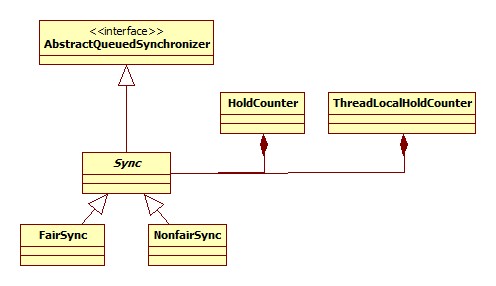 <<interface>>
AbstractQueuedSynchronizer
HoldCounter
ThreadLocalHoldCounter
Sync
FairSync
NonfairSync